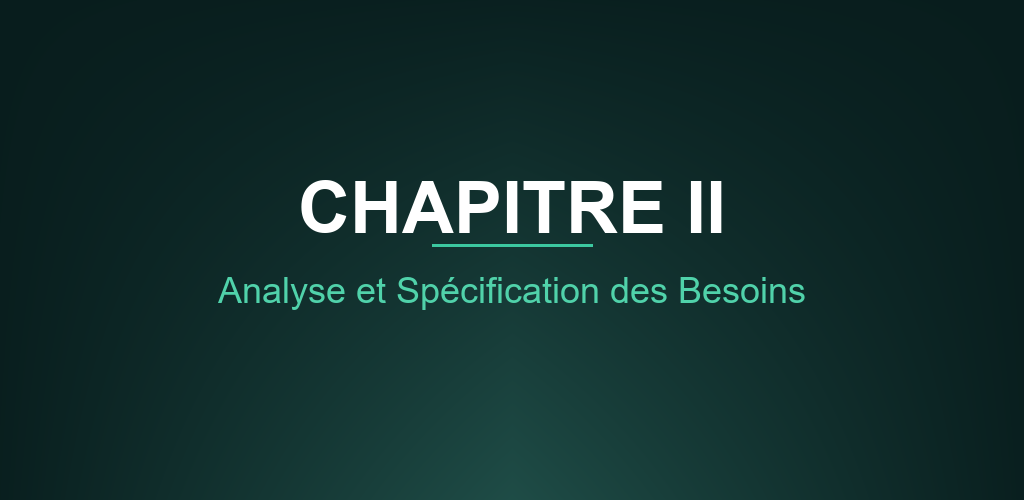 CHAPITRE II
Analyse et Spécification des Besoins